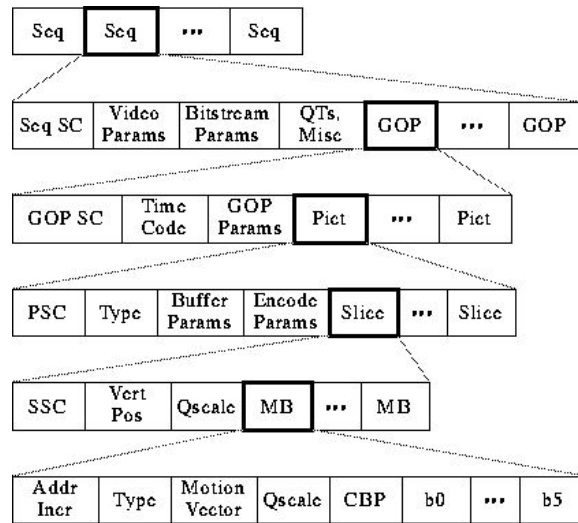 Seq Seq ... Seq
Seq SC Video Params Bitstream Params QTs, Misc GOP ... GOP
GOP SC Time Code GOP Params Pict ... Pict
PSC Type Buffer Params Encode Params Slice ... Slice
SSC Vert Pos Qscale MB ... MB
Addr Incr Type Motion Vector Qscale CBP b0 ... b5